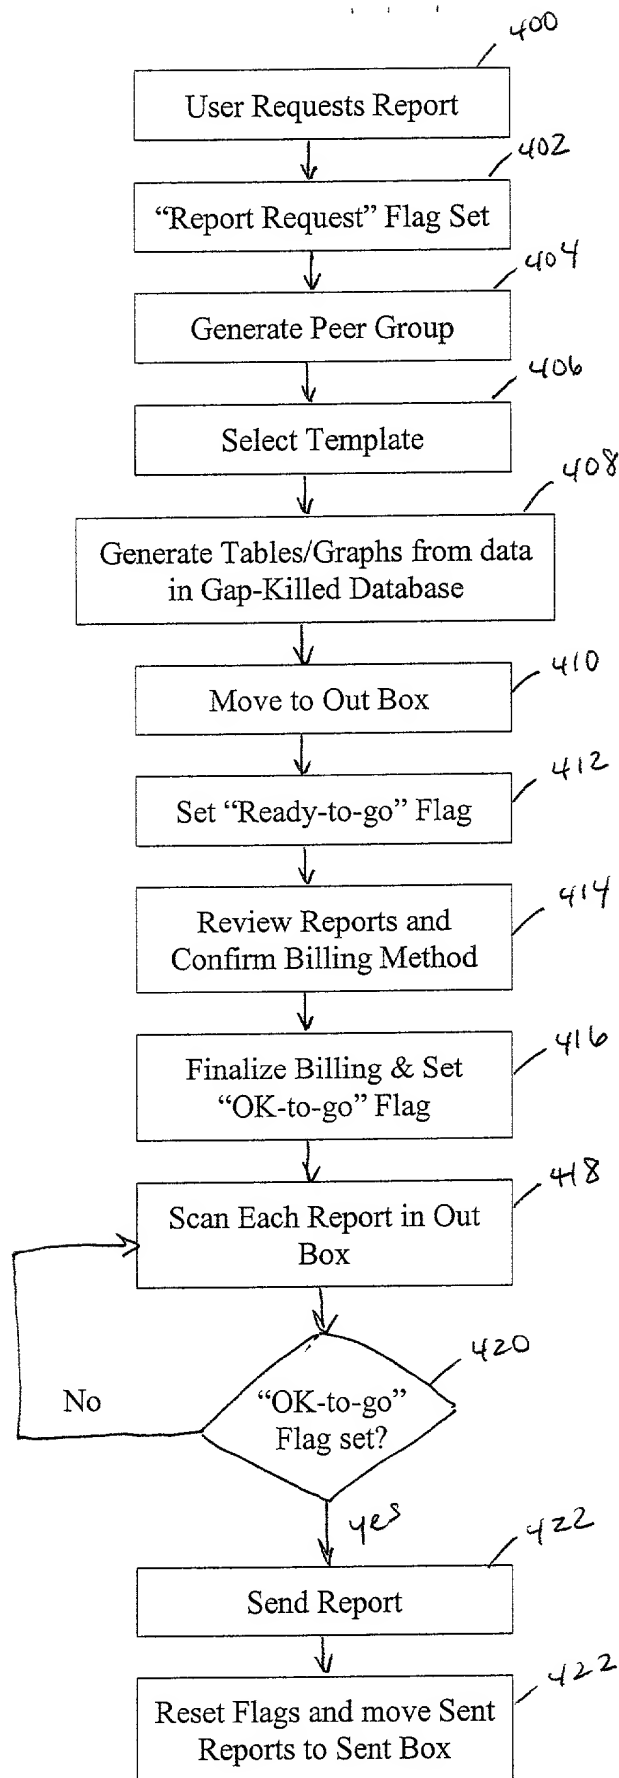 400
User Requests Report
402
“Report Request” Flag Set
404
Generate Peer Group
406
Select Template
408
Generate Tables/Graphs from data
in Gap-Killed Database
410
Move to Out Box
412
Set “Ready-to-go” Flag
414
Review Reports and
Confirm Billing Method
416
Finalize Billing & Set
“OK-to-go” Flag
418
Scan Each Report in Out
Box
420
“OK-to-go”
Flag set?
No
yes
422
Send Report
422
Reset Flags and move Sent
Reports to Sent Box